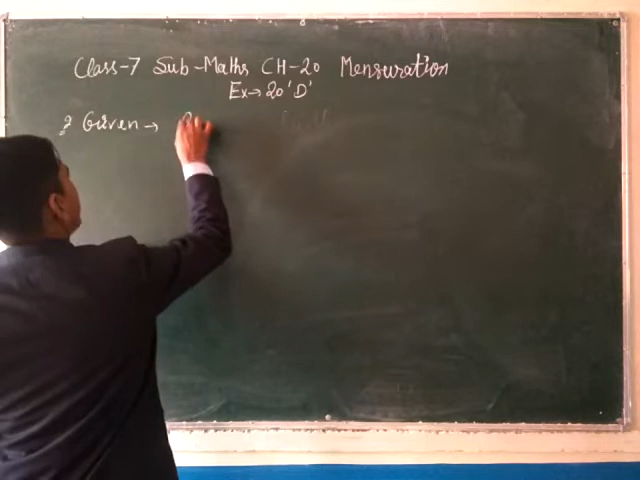 Class-7 Sub-Maths CH-20 Mensuration
Ex→ 20 'D'
2 Given →